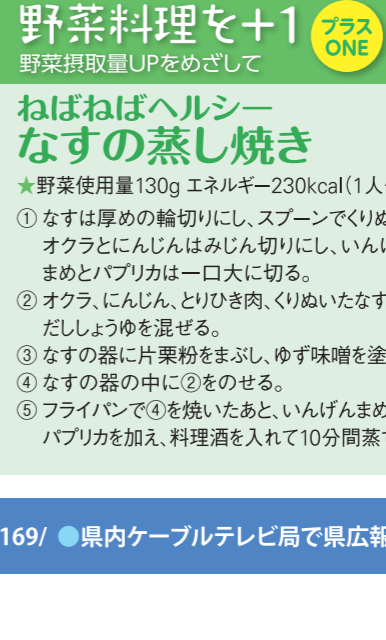 野菜料理を+1
プラス
ONE
野菜摂取量UPをめざして
ねばねばヘルシー
なすの蒸し焼き
★野菜使用量130g エネルギー230kcal(1人
① なすは厚めの輪切りにし、スプーンでくりぬ
オクラとにんじんはみじん切りにし、いんげ
まめとパプリカは一口大に切る。
② オクラ、にんじん、とりひき肉、くりぬいたなす
だししょうゆを混ぜる。
③ なすの器に片栗粉をまぶし、ゆず味噌を塗
④ なすの器の中に②をのせる。
⑤ フライパンで④を焼いたあと、いんげんまめ
パプリカを加え、料理酒を入れて10分間蒸す
169/ ●県内ケーブルテレビ局で県広報